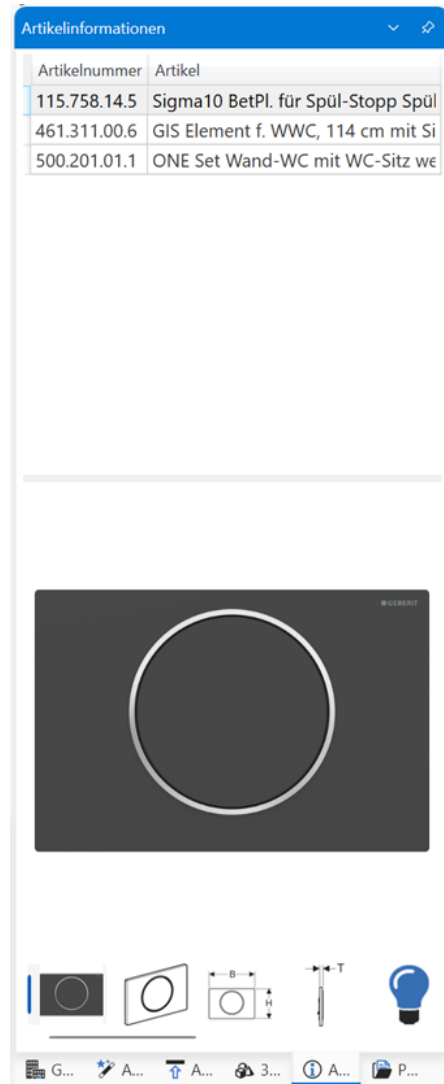 Artikelinformationen
Artikelnummer Artikel
115.758.14.5 Sigma10 BetPl. für Spül-Stopp Spül
461.311.00.6 GIS Element f. WWC, 114 cm mit Si
500.201.01.1 ONE Set Wand-WC mit WC-Sitz we
GEBERIT
B
H
T
G... A... A... 3... A... P...